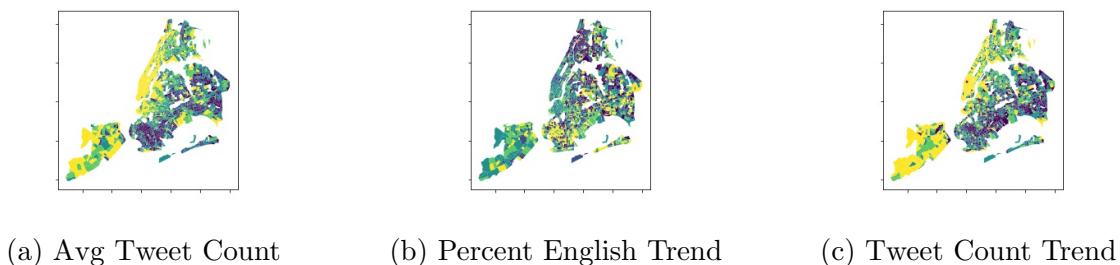 (a) Avg Tweet Count
(b) Percent English Trend
(c) Tweet Count Trend